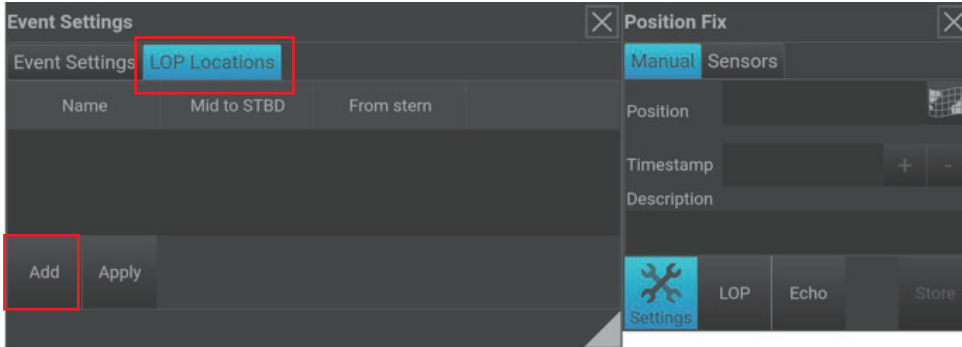 Event Settings
Event Settings LOP Locations
Name Mid to STBD From stern
Add Apply
Position Fix
Manual Sensors
Position
Timestamp + -
Description
Settings LOP Echo Store